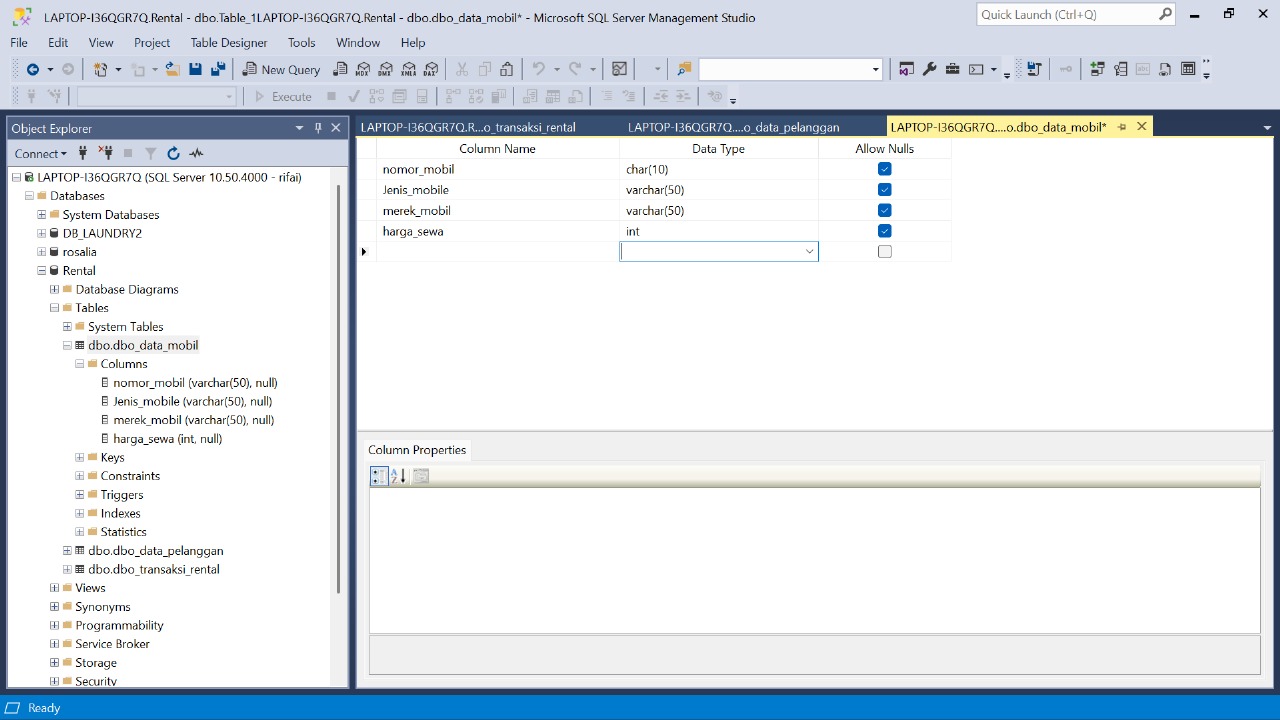 LAPTOP-I36QGR7Q.Rental - dbo.Table_1LAPTOP-I36QGR7Q.Rental - dbo.dbo_data_mobil* - Microsoft SQL Server Management Studio
Quick Launch (Ctrl+Q)
File Edit View Project Table Designer Tools Window Help
New Query
MDX DMX XMLA DAX
Execute
Object Explorer
Connect
LAPTOP-I36QGR7Q (SQL Server 10.50.4000 - rifai)
Databases
System Databases
DB_LAUNDRY2
rosalia
Rental
Database Diagrams
Tables
System Tables
dbo.dbo_data_mobil
Columns
nomor_mobil (varchar(50), null)
Jenis_mobile (varchar(50), null)
merek_mobil (varchar(50), null)
harga_sewa (int, null)
Keys
Constraints
Triggers
Indexes
Statistics
dbo.dbo_data_pelanggan
dbo.dbo_transaksi_rental
Views
Synonyms
Programmability
Service Broker
Storage
Security
LAPTOP-I36QGR7Q.R...o_transaksi_rental
LAPTOP-I36QGR7Q....o_data_pelanggan
LAPTOP-I36QGR7Q....o.dbo_data_mobil*
Column Name Data Type Allow Nulls
nomor_mobil char(10)
Jenis_mobile varchar(50)
merek_mobil varchar(50)
harga_sewa int
Column Properties
Ready